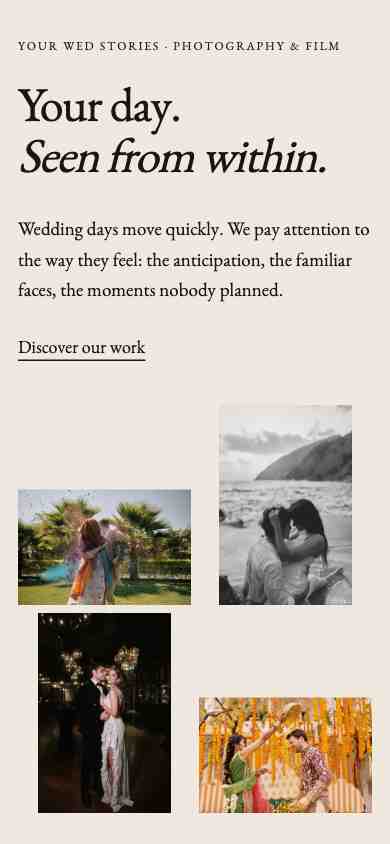 YOUR WED STORIES · PHOTOGRAPHY & FILM
Your day.
Seen from within.
Wedding days move quickly. We pay attention to
the way they feel: the anticipation, the familiar
faces, the moments nobody planned.
Discover our work